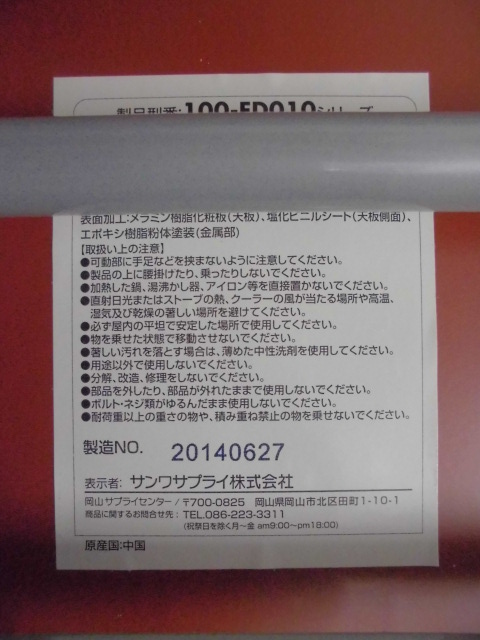 製品型番:100-FD010シリーズ
表面加工:メラミン樹脂化粧板(天板)、塩化ビニルシート(天板側面)、
エポキシ樹脂粉体塗装(金属部)
【取扱い上の注意】
●可動部に手足などを挟まないように注意してください。
●製品の上に腰掛けたり、乗ったりしないでください。
●加熱した鍋、湯沸かし器、アイロン等を直接置かないでください。
●直射日光またはストーブの熱、クーラーの風が当たる場所や高温、
湿気及び乾燥の著しい場所を避けてください。
●必ず屋内の平坦で安定した場所で使用してください。
●物を乗せた状態で移動させないでください。
●著しい汚れを落とす場合は、薄めた中性洗剤を使用してください。
●用途以外で使用しないでください。
●分解、改造、修理をしないでください。
●部品を外したり、部品が外れたままで使用しないでください。
●ボルト・ネジ類がゆるんだまま使用しないでください。
●耐荷重以上の重さの物や、積み重ね禁止の物を乗せないでください。
製造NO. 20140627
表示者: サンワサプライ株式会社
岡山サプライセンター/〒700-0825 岡山県岡山市北区田町1-10-1
商品に関するお問合せ先: TEL.086-223-3311
(祝祭日を除く月〜金 am9:00〜pm18:00)
原産国:中国